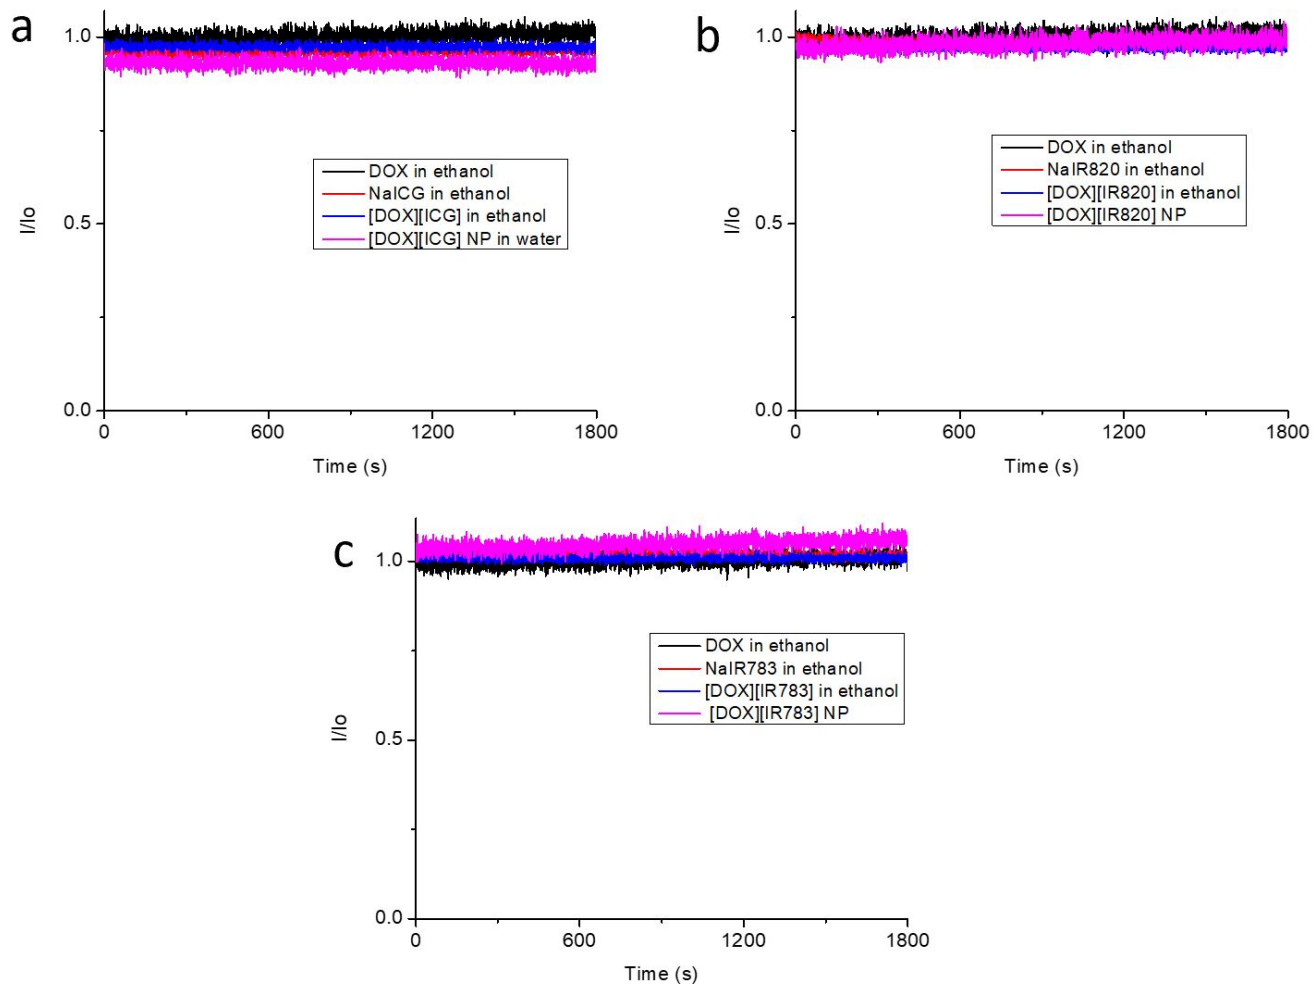 a
1.0
0.5
0.0
I/Io
DOX in ethanol
NaICG in ethanol
[DOX][ICG] in ethanol
[DOX][ICG] NP in water
0 600 1200 1800
Time (s)
b
1.0
0.5
0.0
I/Io
DOX in ethanol
NaIR820 in ethanol
[DOX][IR820] in ethanol
[DOX][IR820] NP
0 600 1200 1800
Time (s)
c
1.0
0.5
0.0
I/Io
DOX in ethanol
NaIR783 in ethanol
[DOX][IR783] in ethanol
[DOX][IR783] NP
0 600 1200 1800
Time (s)